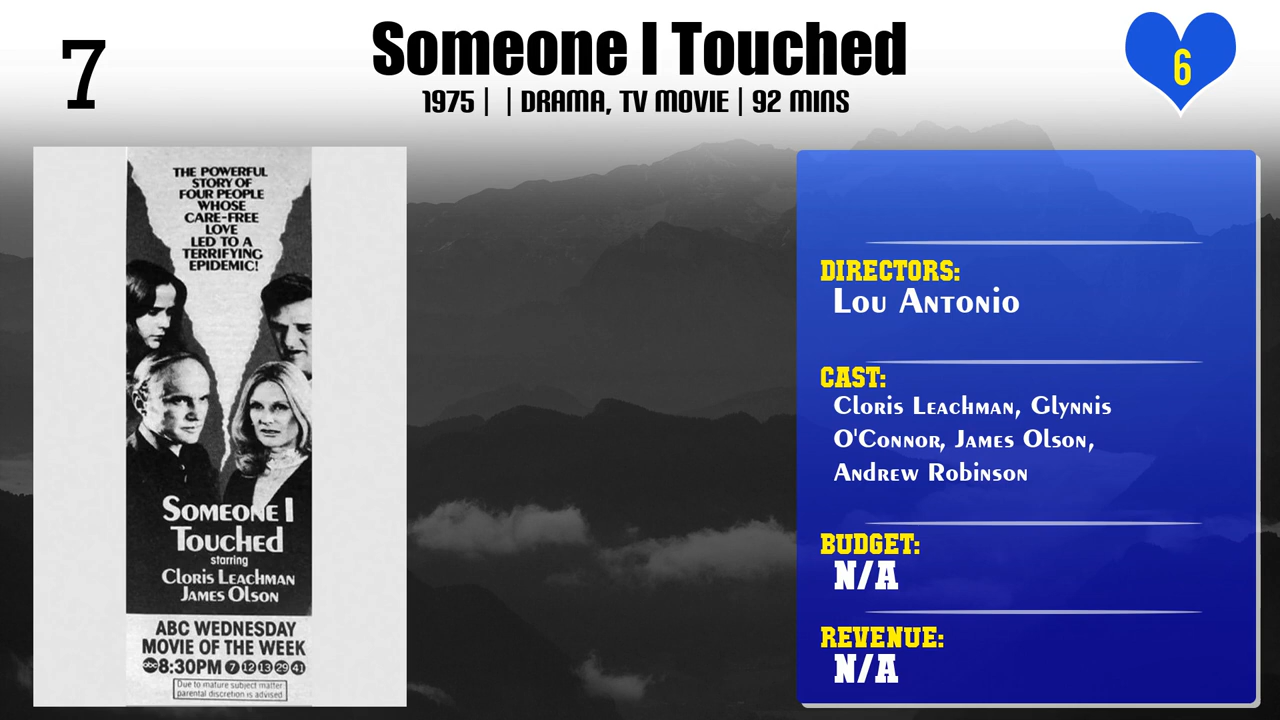 7
Someone I Touched
1975 | | DRAMA, TV MOVIE | 92 MINS
6
THE POWERFUL
STORY OF
FOUR PEOPLE
WHOSE
CARE-FREE
LOVE
LED TO A
TERRIFYING
EPIDEMIC!
SOMEONE I
TOUCHED
starring
CLORIS LEACHMAN
JAMES OLSON
ABC WEDNESDAY
MOVIE OF THE WEEK
abc 8:30PM 7 12 13 29 41
Due to mature subject matter
parental discretion is advised
DIRECTORS:
Lou Antonio
CAST:
Cloris Leachman, Glynnis
O'Connor, James Olson,
Andrew Robinson
BUDGET:
N/A
REVENUE:
N/A